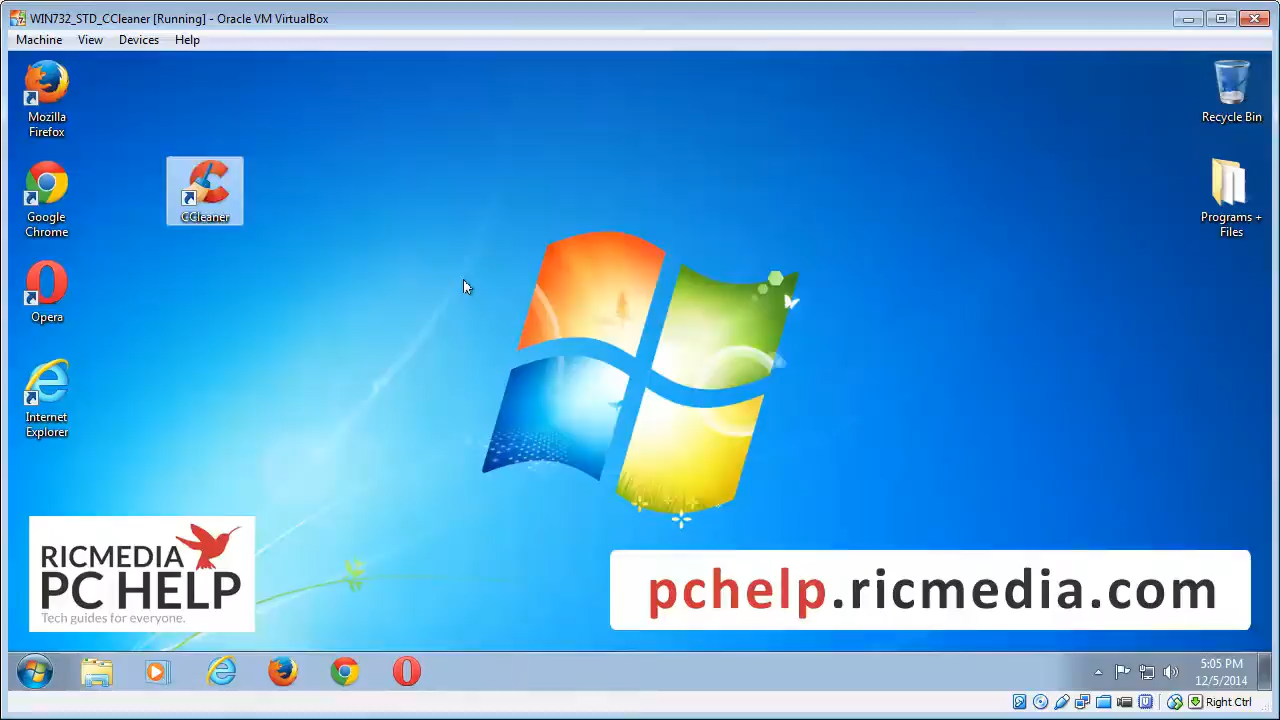 WIN732_STD_CCleaner [Running] - Oracle VM VirtualBox
Machine View Devices Help
Mozilla
Firefox
Google
Chrome
Opera
Internet
Explorer
CCleaner
Recycle Bin
Programs +
Files
RICMEDIA
PC HELP
Tech guides for everyone.
pchelp.ricmedia.com
5:05 PM
12/5/2014
Right Ctrl